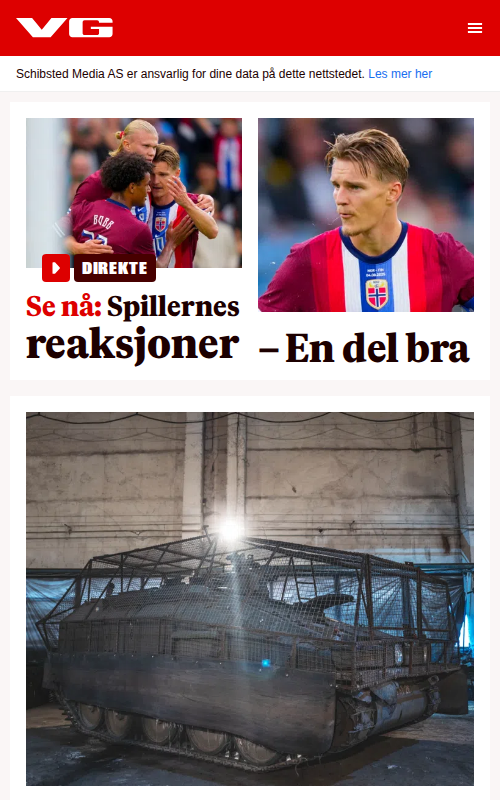 VG
Schibsted Media AS er ansvarlig for dine data på dette nettstedet. Les mer her
BOBB
DIREKTE
Se nå: Spillernes
reaksjoner
– En del bra